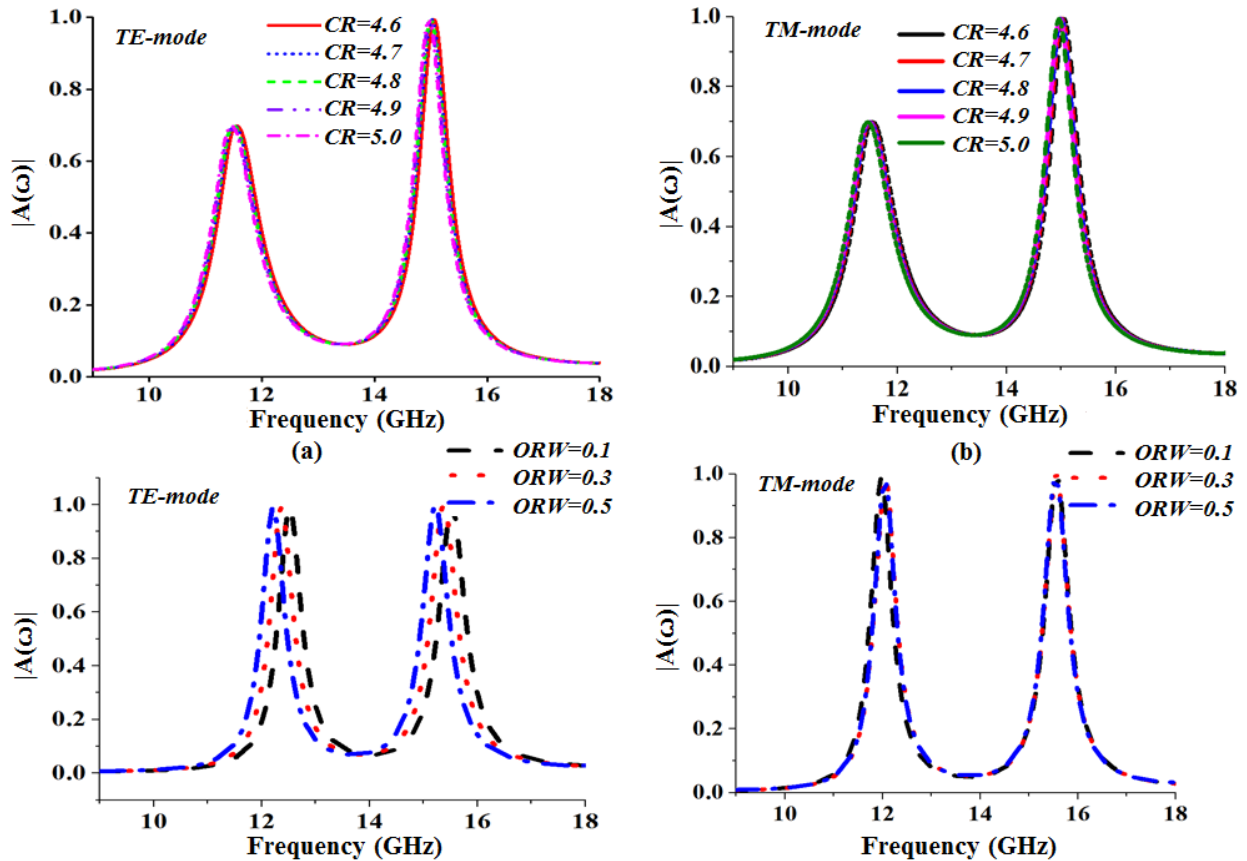 TE-mode
CR=4.6
CR=4.7
CR=4.8
CR=4.9
CR=5.0
|A(ω)|
1.0
0.8
0.6
0.4
0.2
0.0
10 12 14 16 18
Frequency (GHz)
(a)
TM-mode
CR=4.6
CR=4.7
CR=4.8
CR=4.9
CR=5.0
|A(ω)|
1.0
0.8
0.6
0.4
0.2
0.0
10 12 14 16 18
Frequency (GHz)
(b)
TE-mode
ORW=0.1
ORW=0.3
ORW=0.5
|A(ω)|
1.0
0.8
0.6
0.4
0.2
0.0
10 12 14 16 18
Frequency (GHz)
TM-mode
ORW=0.1
ORW=0.3
ORW=0.5
|A(ω)|
1.0
0.8
0.6
0.4
0.2
0.0
10 12 14 16 18
Frequency (GHz)